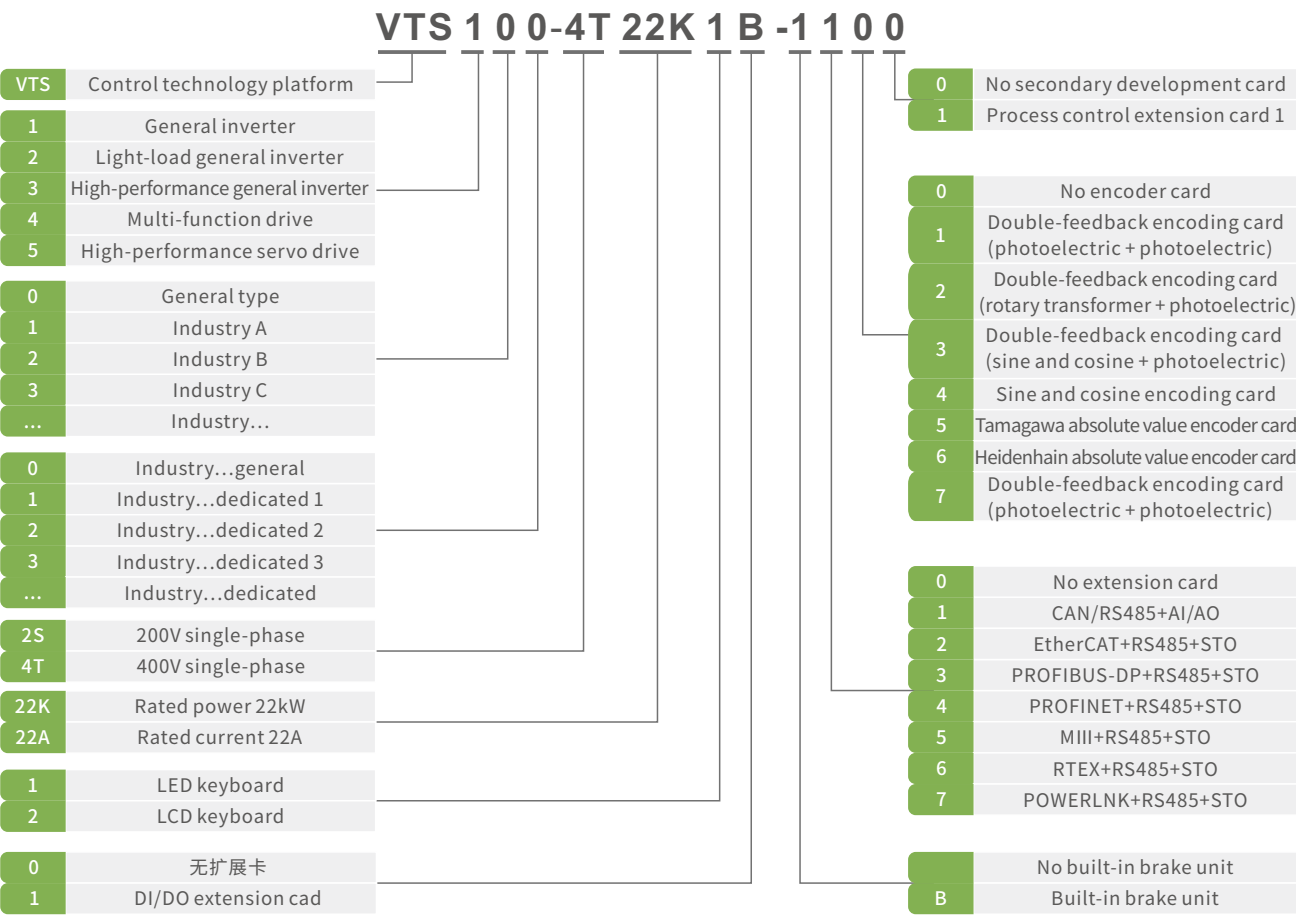 VTS 1 0 0-4T 22K 1 B -1 1 0 0
VTS Control technology platform
1 General inverter
2 Light-load general inverter
3 High-performance general inverter
4 Multi-function drive
5 High-performance servo drive
0 General type
1 Industry A
2 Industry B
3 Industry C
... Industry...
0 Industry...general
1 Industry...dedicated 1
2 Industry...dedicated 2
3 Industry...dedicated 3
... Industry...dedicated
2S 200V single-phase
4T 400V single-phase
22K Rated power 22kW
22A Rated current 22A
1 LED keyboard
2 LCD keyboard
0 无扩展卡
1 DI/DO extension cad
0 No secondary development card
1 Process control extension card 1
0 No encoder card
1 Double-feedback encoding card
(photoelectric + photoelectric)
2 Double-feedback encoding card
(rotary transformer + photoelectric)
3 Double-feedback encoding card
(sine and cosine + photoelectric)
4 Sine and cosine encoding card
5 Tamagawa absolute value encoder card
6 Heidenhain absolute value encoder card
7 Double-feedback encoding card
(photoelectric + photoelectric)
0 No extension card
1 CAN/RS485+AI/AO
2 EtherCAT+RS485+STO
3 PROFIBUS-DP+RS485+STO
4 PROFINET+RS485+STO
5 MIII+RS485+STO
6 RTEX+RS485+STO
7 POWERLNK+RS485+STO
No built-in brake unit
B Built-in brake unit